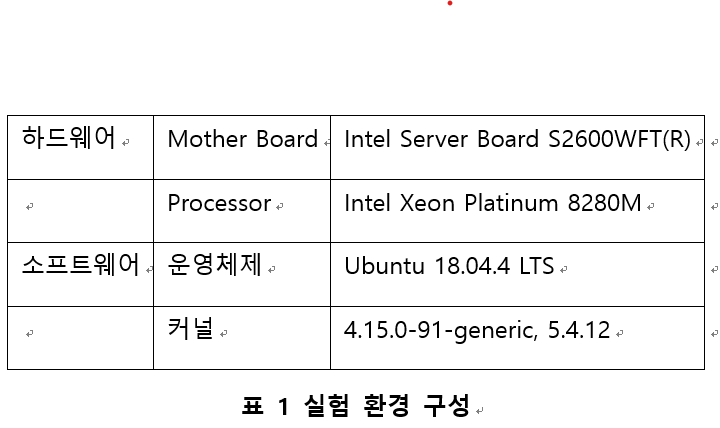 하드웨어 Mother Board Intel Server Board S2600WFT(R)
Processor Intel Xeon Platinum 8280M
소프트웨어 운영체제 Ubuntu 18.04.4 LTS
커널 4.15.0-91-generic, 5.4.12
표 1 실험 환경 구성